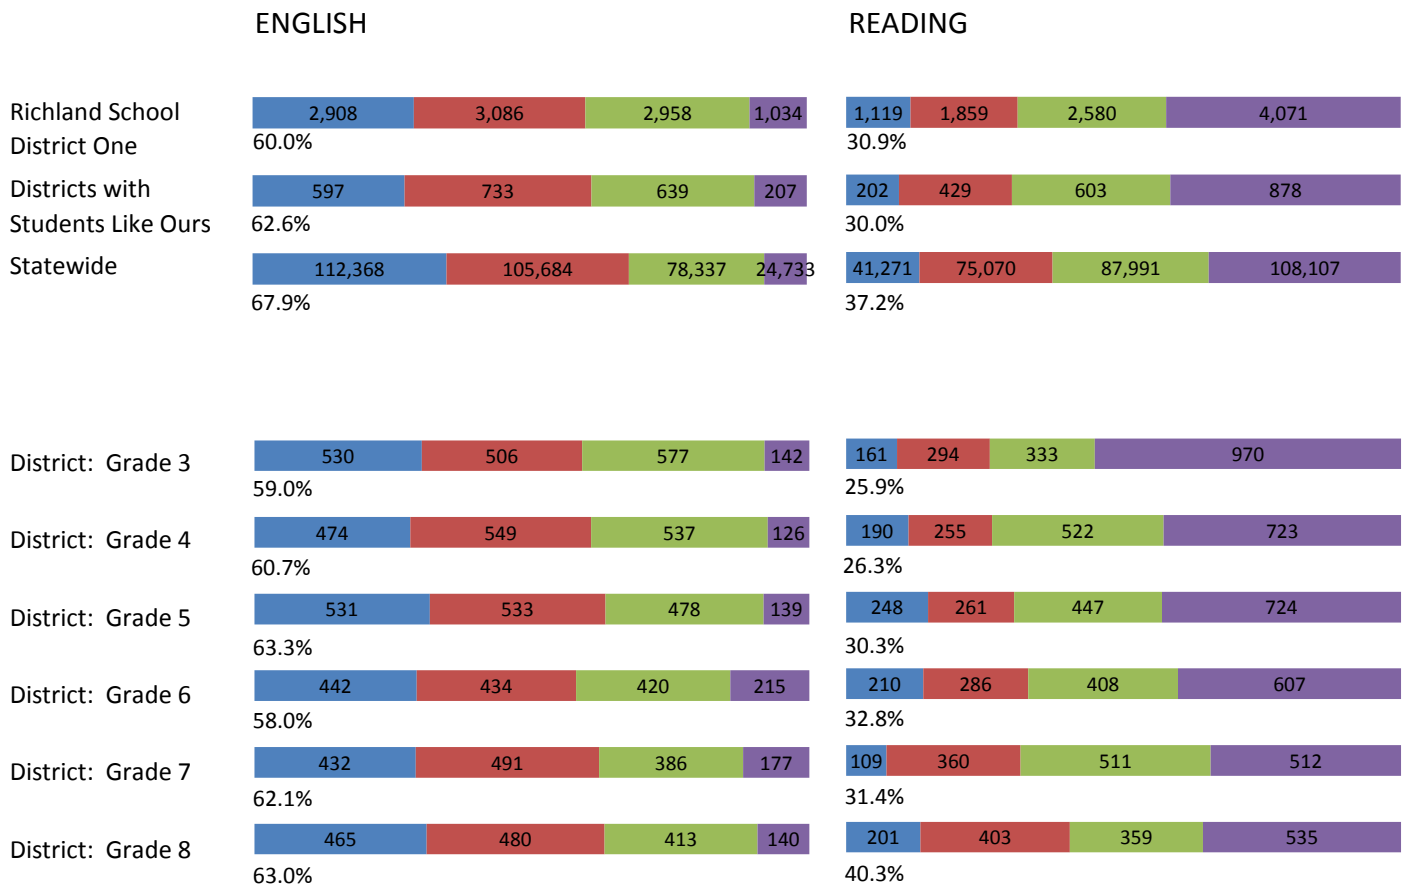 ENGLISH READING
Richland School 2,908 3,086 2,958 1,034 1,119 1,859 2,580 4,071
District One 60.0% 30.9%
Districts with 597 733 639 207 202 429 603 878
Students Like Ours 62.6% 30.0%
Statewide 112,368 105,684 78,337 24,733 41,271 75,070 87,991 108,107
67.9% 37.2%
District: Grade 3 530 506 577 142 161 294 333 970
59.0% 25.9%
District: Grade 4 474 549 537 126 190 255 522 723
60.7% 26.3%
District: Grade 5 531 533 478 139 248 261 447 724
63.3% 30.3%
District: Grade 6 442 434 420 215 210 286 408 607
58.0% 32.8%
District: Grade 7 432 491 386 177 109 360 511 512
62.1% 31.4%
District: Grade 8 465 480 413 140 201 403 359 535
63.0% 40.3%